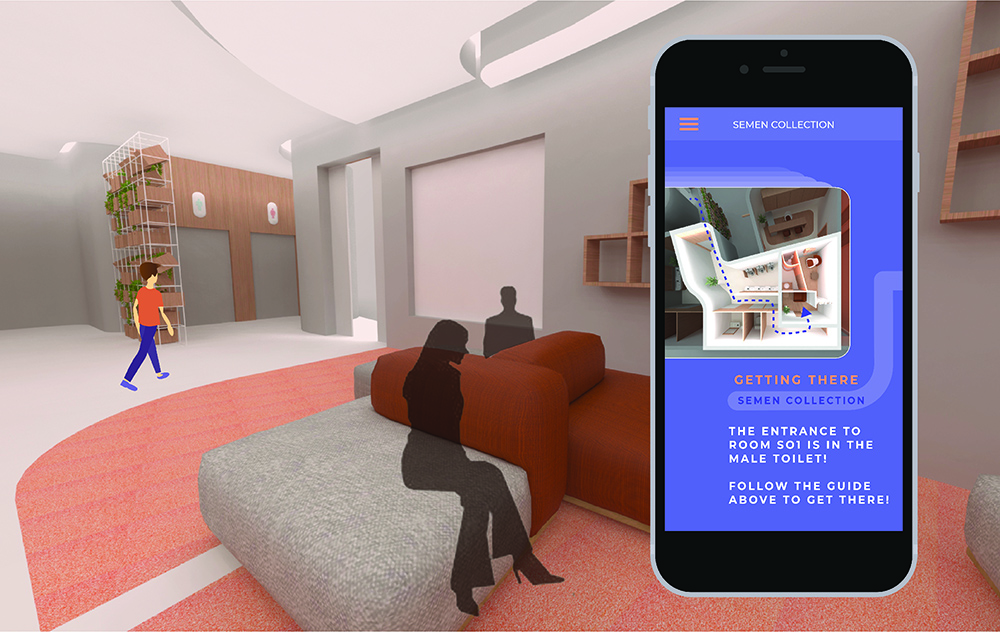 SEMEN COLLECTION
GETTING THERE
SEMEN COLLECTION
THE ENTRANCE TO
ROOM S01 IS IN THE
MALE TOILET!
FOLLOW THE GUIDE
ABOVE TO GET THERE!